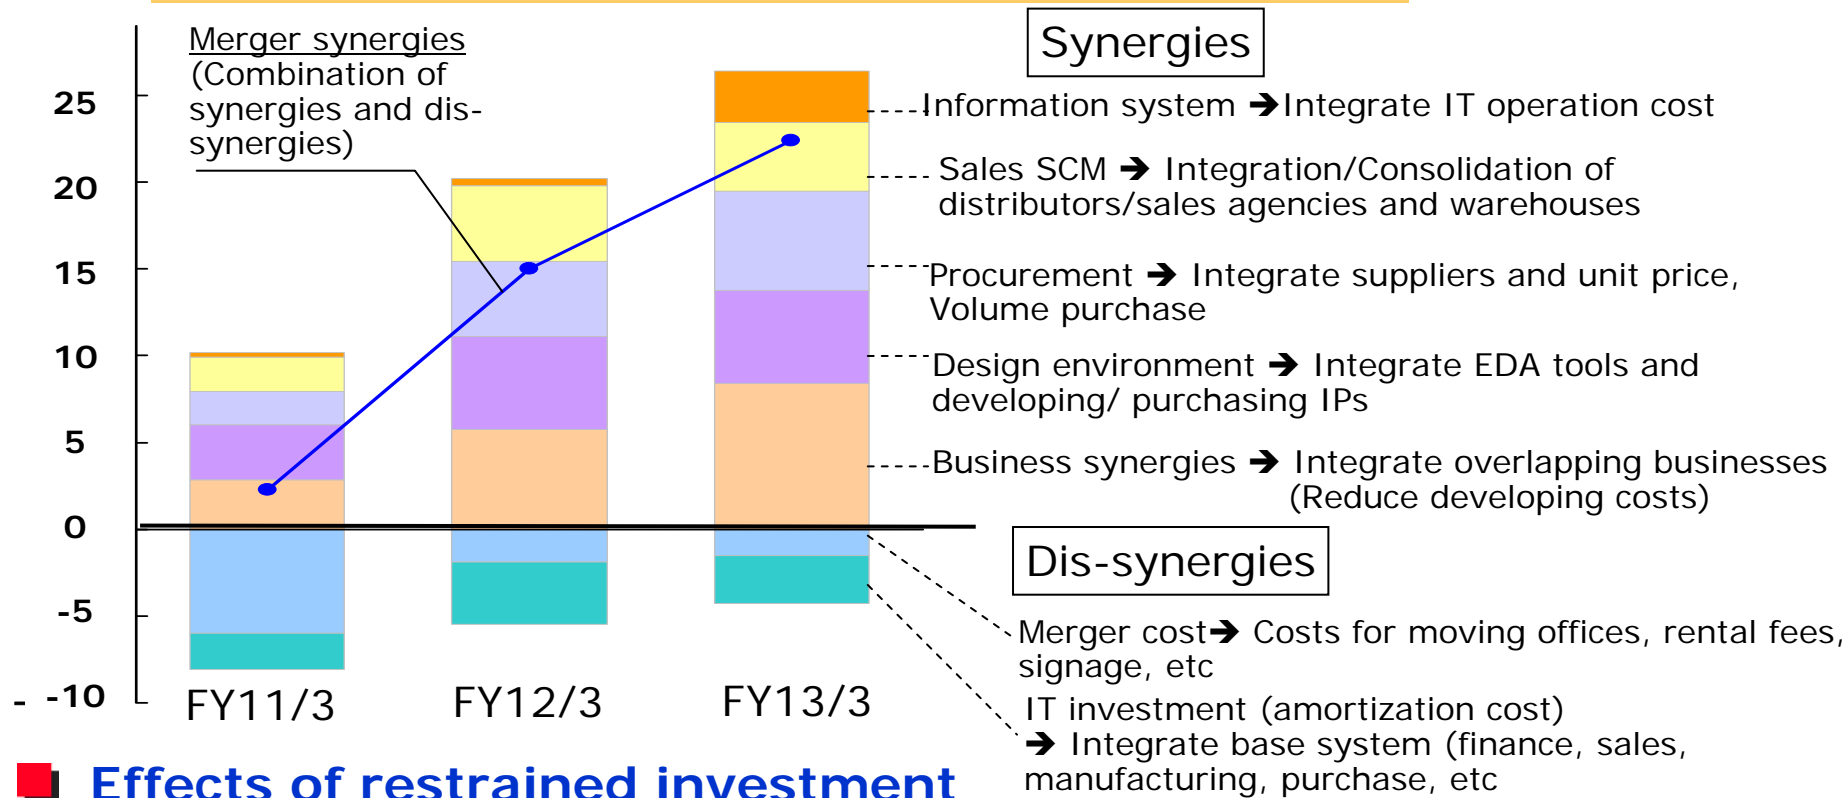 Merger synergies
(Combination of
synergies and dis-
synergies)
25
20
15
10
5
0
-5
- -10
FY11/3
FY12/3
FY13/3
Synergies
Information system ➔Integrate IT operation cost
Sales SCM ➔ Integration/Consolidation of
distributors/sales agencies and warehouses
Procurement ➔ Integrate suppliers and unit price,
Volume purchase
Design environment ➔ Integrate EDA tools and
developing/ purchasing IPs
Business synergies ➔ Integrate overlapping businesses
(Reduce developing costs)
Dis-synergies
Merger cost➔ Costs for moving offices, rental fees,
signage, etc
IT investment (amortization cost)
➔ Integrate base system (finance, sales,
manufacturing, purchase, etc
Effects of restrained investment